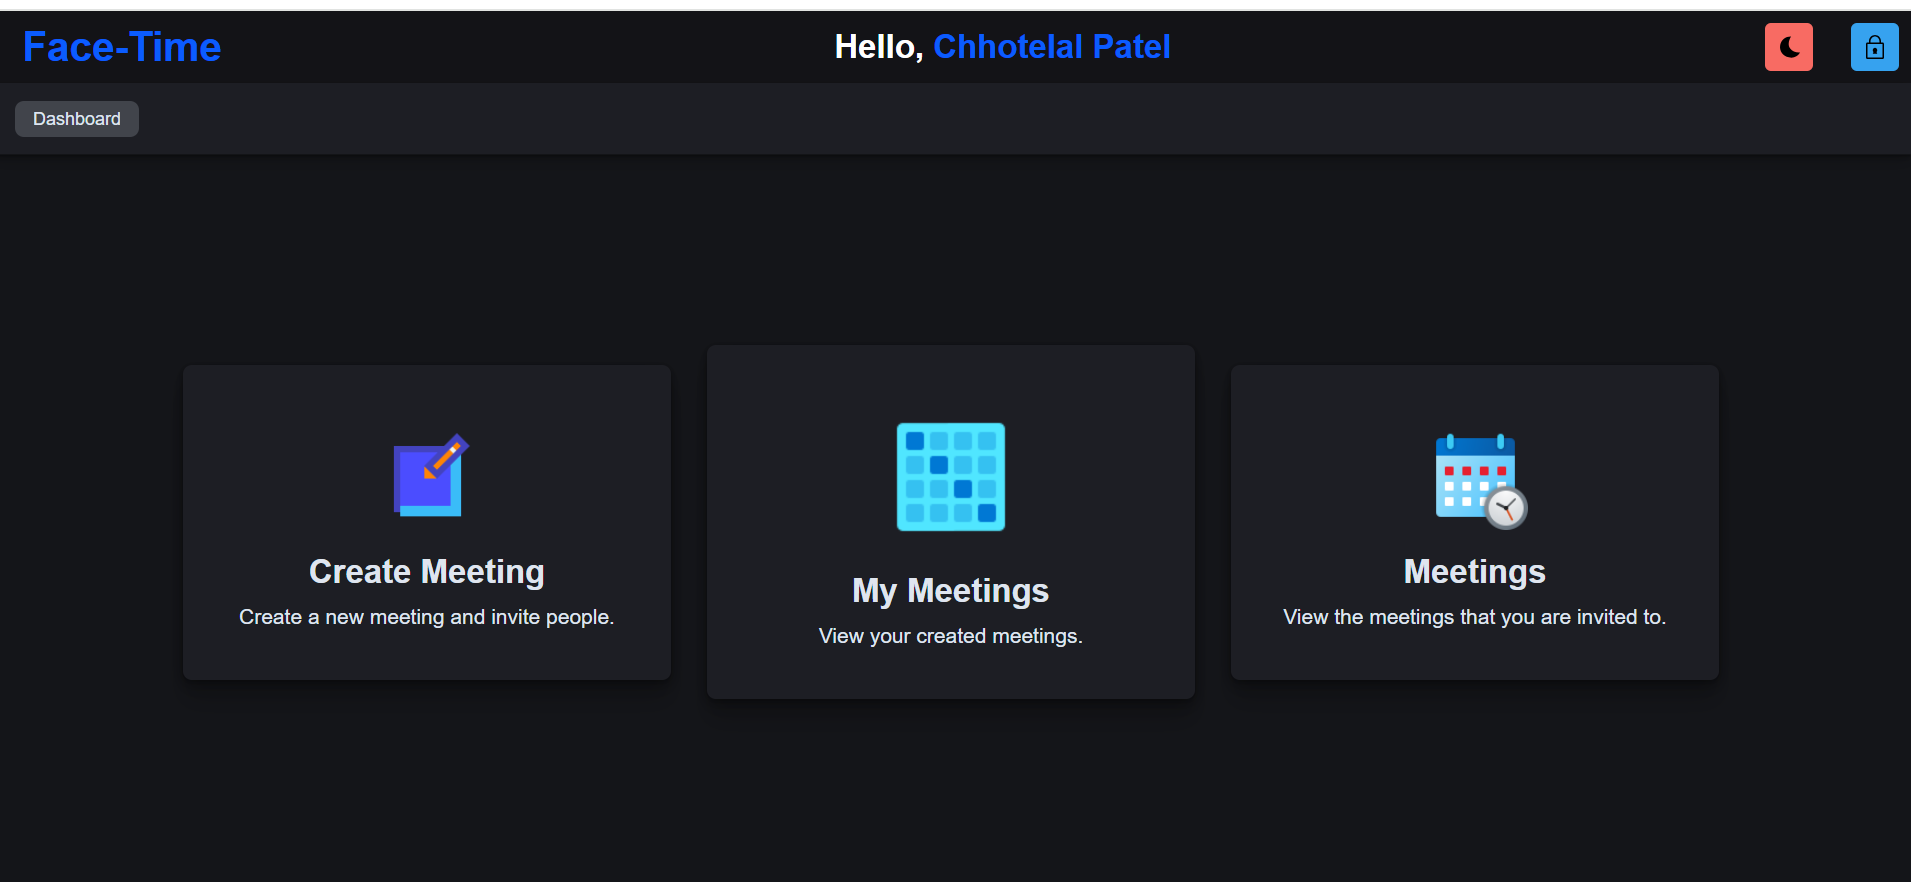 Face-Time
Hello, Chhotelal Patel
Dashboard
Create Meeting
Create a new meeting and invite people.
My Meetings
View your created meetings.
Meetings
View the meetings that you are invited to.